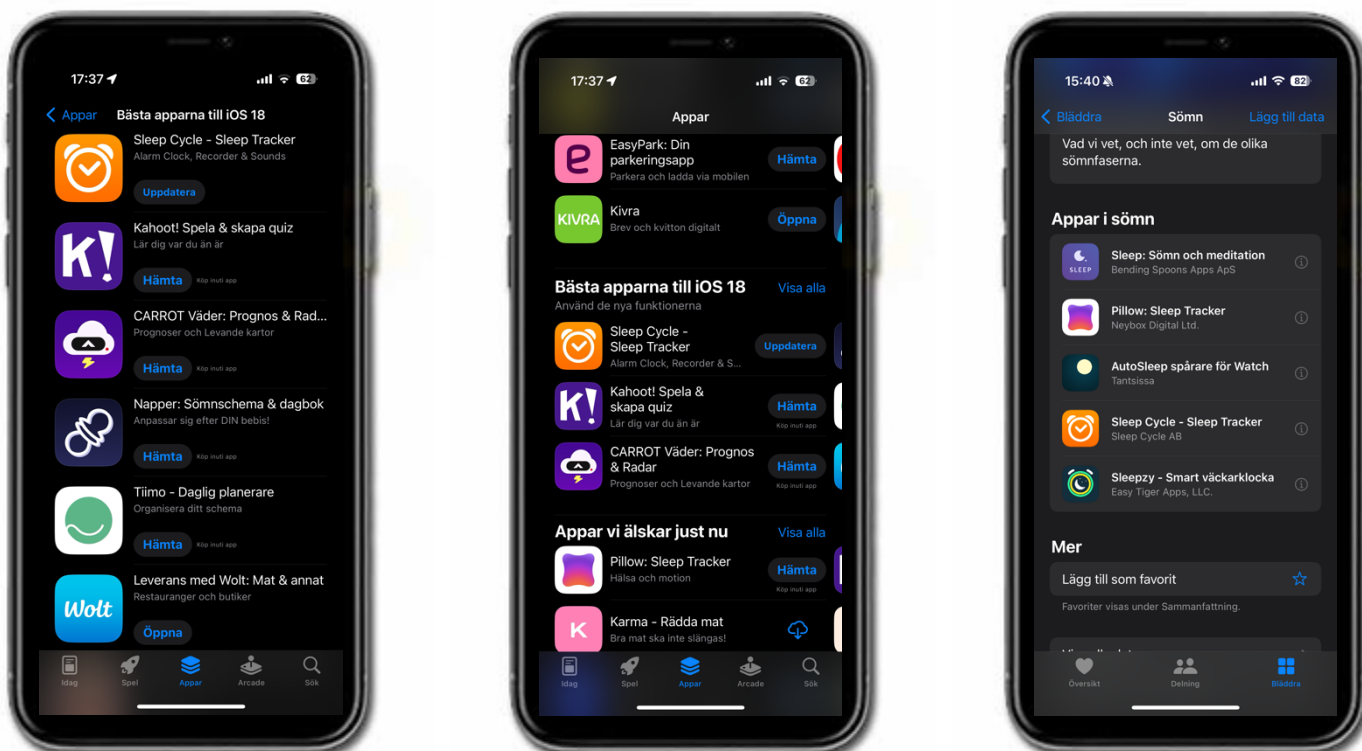 17:37
62
Appar
Bästa apparna till iOS 18
Sleep Cycle - Sleep Tracker
Alarm Clock, Recorder & Sounds
Uppdatera
K!
Kahoot! Spela & skapa quiz
Lär dig var du än är
Hämta
Köp inuti app
CARROT Väder: Prognos & Rad...
Prognoser och Levande kartor
Hämta
Köp inuti app
Napper: Sömnschema & dagbok
Anpassar sig efter DIN bebis!
Hämta
Köp inuti app
Tiimo - Daglig planerare
Organisera ditt schema
Hämta
Köp inuti app
Wolt
Leverans med Wolt: Mat & annat
Restauranger och butiker
Öppna
Idag
Spel
Appar
Arcade
Sök
17:37
62
Appar
e
EasyPark: Din
parkeringsapp
Parkera och ladda via mobilen
Hämta
KIVRA
Kivra
Brev och kvitton digitalt
Öppna
Bästa apparna till iOS 18
Visa alla
Använd de nya funktionerna
Sleep Cycle -
Sleep Tracker
Alarm Clock, Recorder & S...
Uppdatera
K!
Kahoot! Spela &
skapa quiz
Lär dig var du än är
Hämta
Köp inuti app
CARROT Väder: Prognos
& Radar
Prognoser och Levande kartor
Hämta
Köp inuti app
Appar vi älskar just nu
Visa alla
Pillow: Sleep Tracker
Hälsa och motion
Hämta
Köp inuti app
K
Karma - Rädda mat
Bra mat ska inte slängas!
Idag
Spel
Appar
Arcade
Sök
15:40
82
Bläddra
Sömn
Lägg till data
Vad vi vet, och inte vet, om de olika
sömnfaserna.
Appar i sömn
SLEEP
Sleep: Sömn och meditation
Bending Spoons Apps ApS
Pillow: Sleep Tracker
Neybox Digital Ltd.
AutoSleep spårare för Watch
Tantsissa
Sleep Cycle - Sleep Tracker
Sleep Cycle AB
Sleepzy - Smart väckarklocka
Easy Tiger Apps, LLC.
Mer
Lägg till som favorit
Favoriter visas under Sammanfattning.
Översikt
Delning
Bläddra